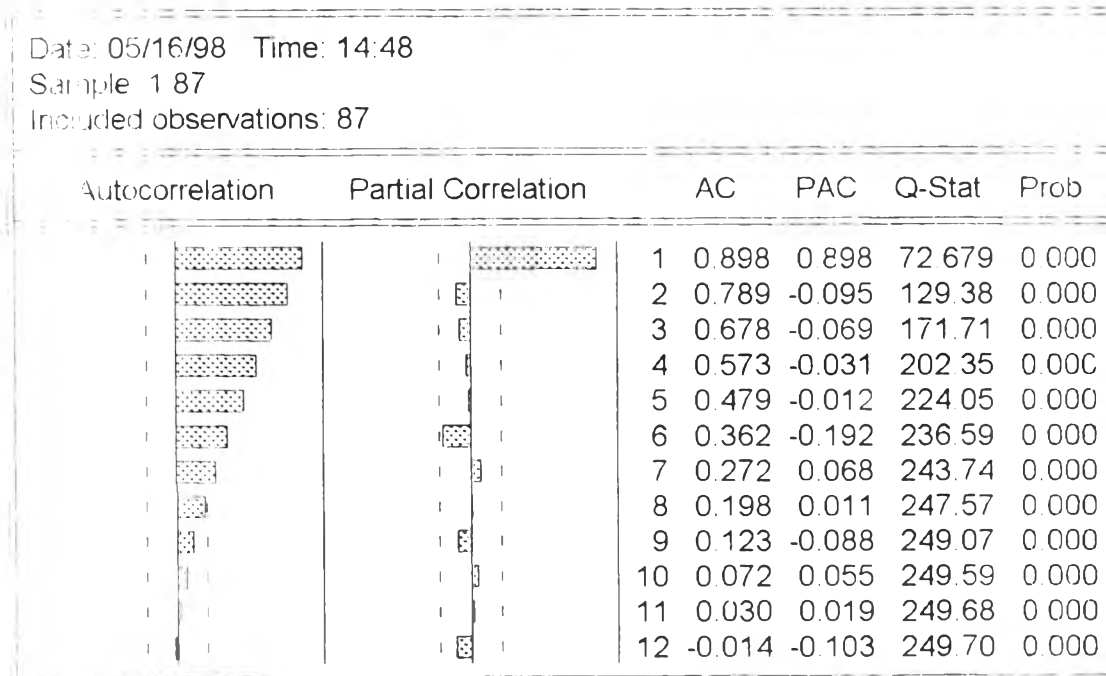 Date: 05/16/98 Time: 14:48
Sample 1 87
Included observations: 87
Autocorrelation Partial Correlation AC PAC Q-Stat Prob
1 0.898 0.898 72.679 0.000
2 0.789 -0.095 129.38 0.000
3 0.678 -0.069 171.71 0.000
4 0.573 -0.031 202.35 0.000
5 0.479 -0.012 224.05 0.000
6 0.362 -0.192 236.59 0.000
7 0.272 0.068 243.74 0.000
8 0.198 0.011 247.57 0.000
9 0.123 -0.088 249.07 0.000
10 0.072 0.055 249.59 0.000
11 0.030 0.019 249.68 0.000
12 -0.014 -0.103 249.70 0.000